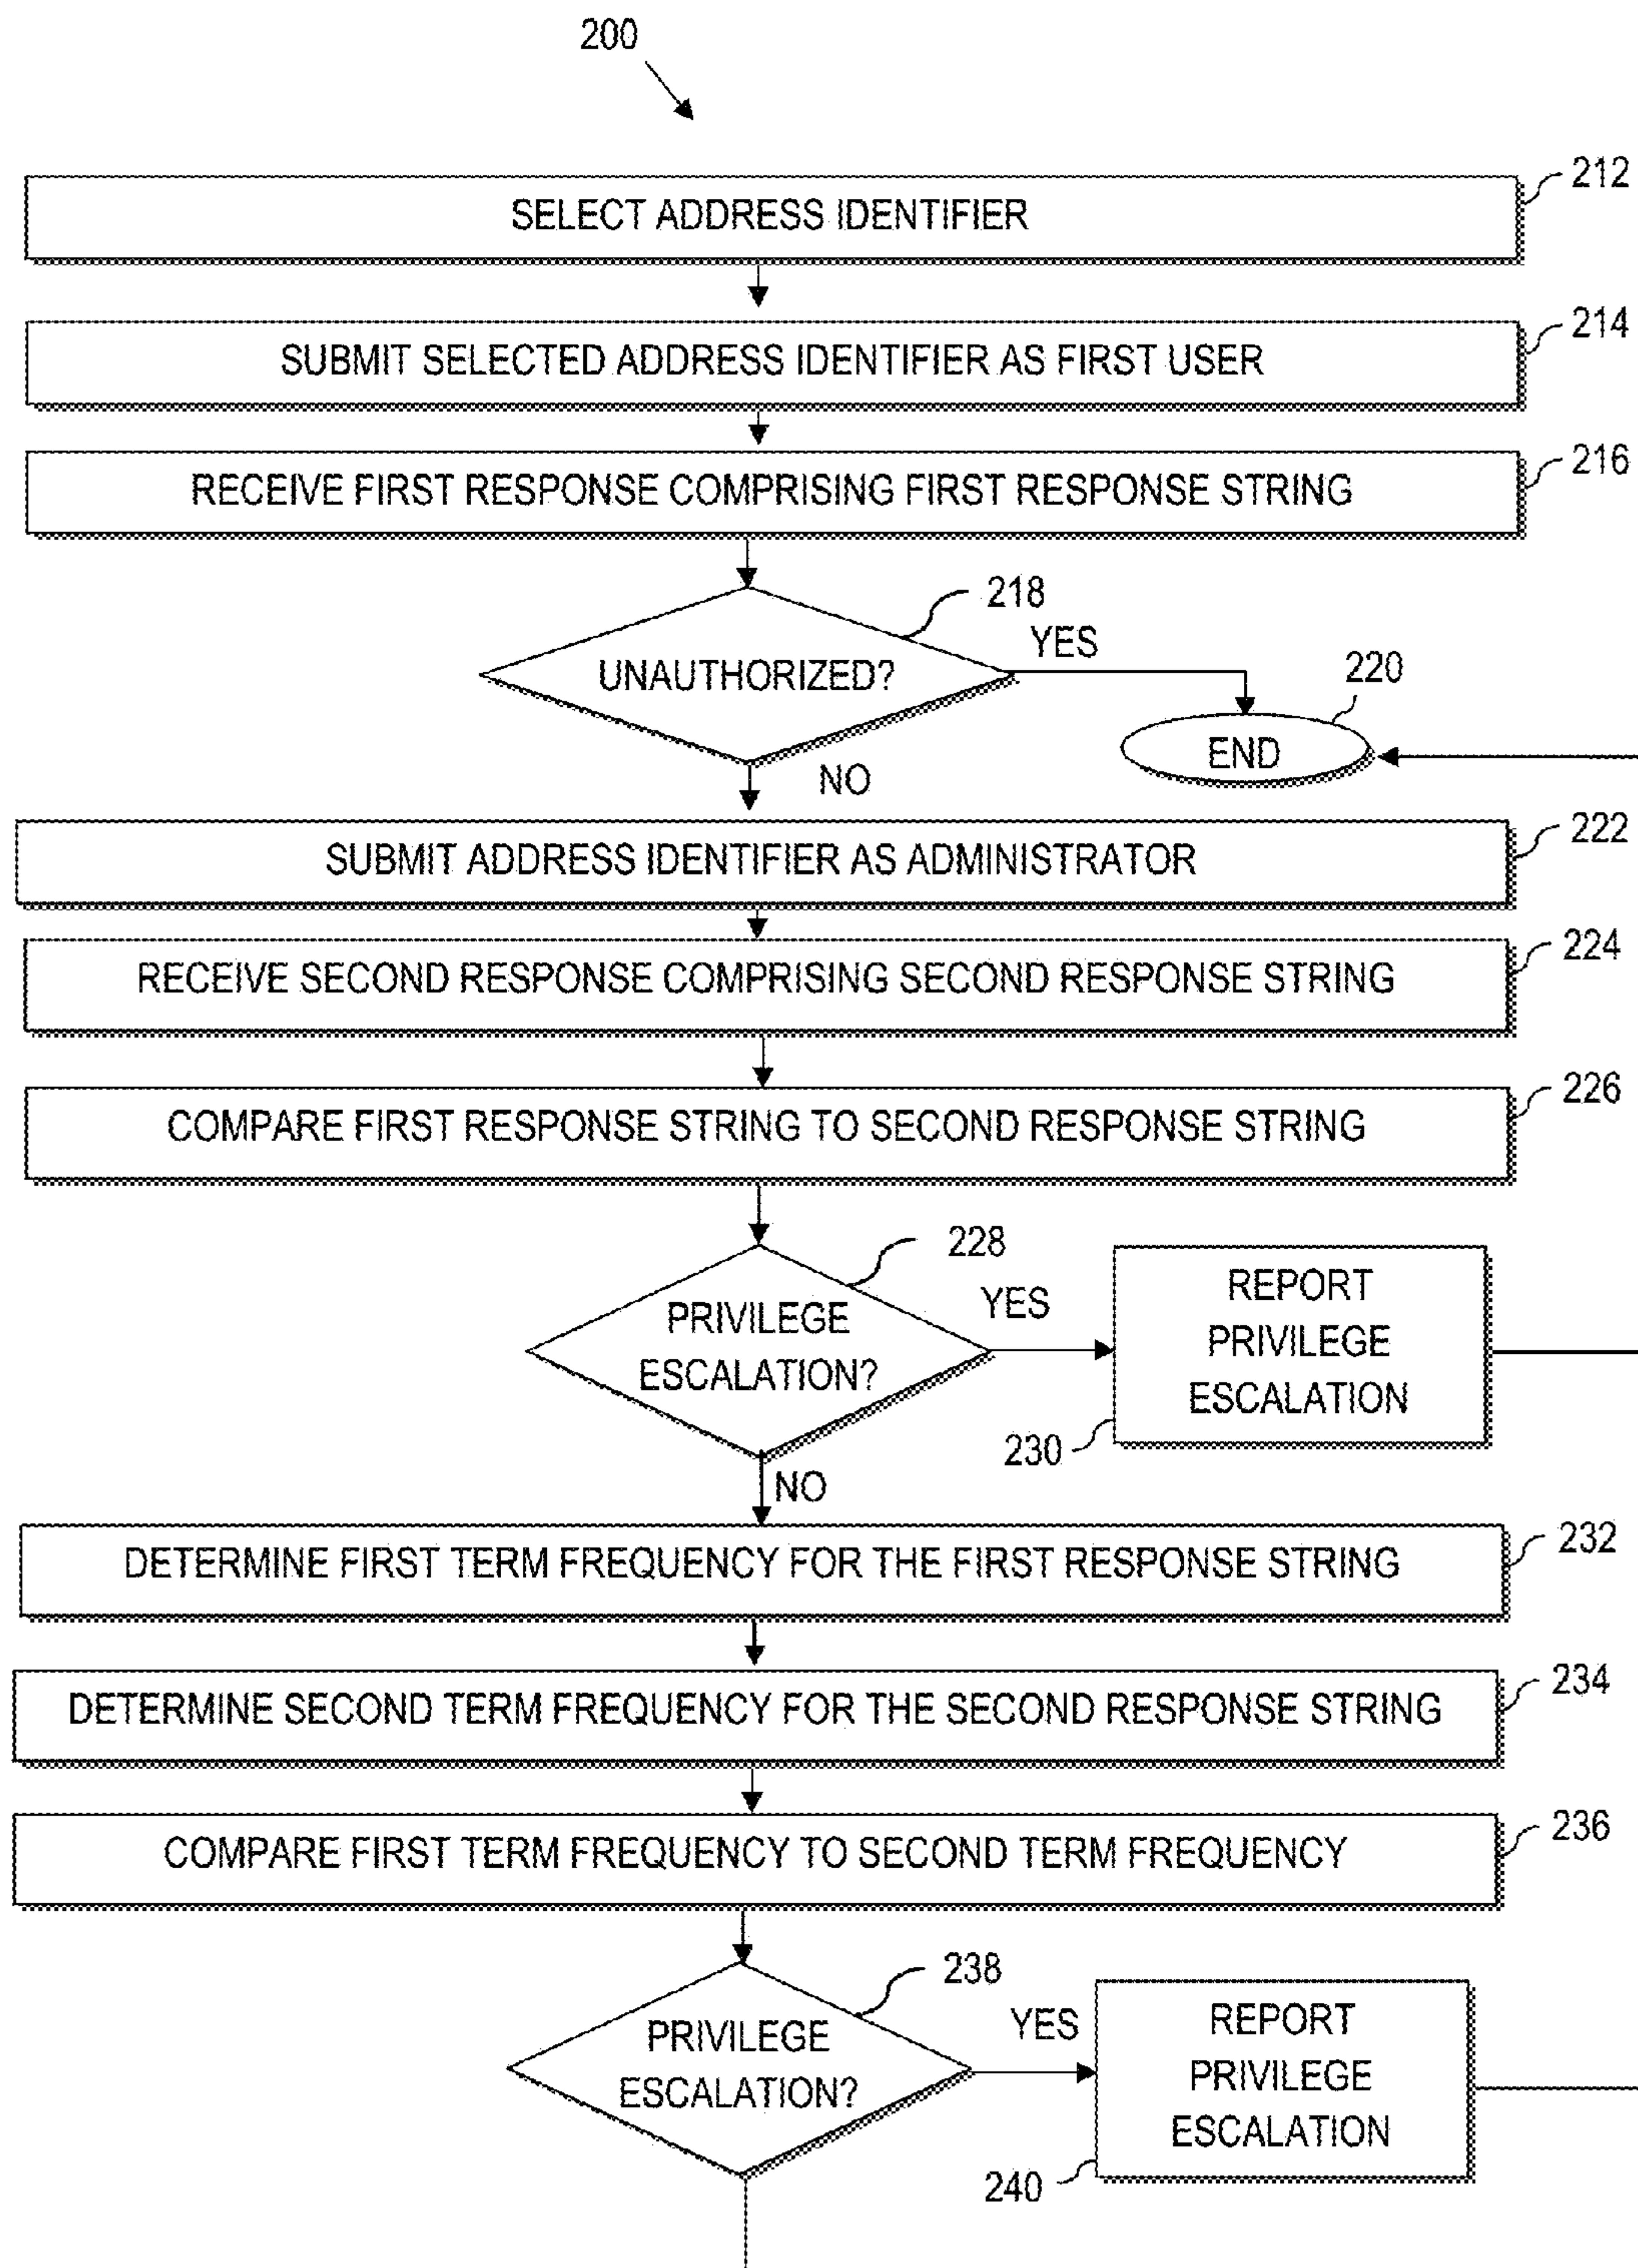 200
SELECT ADDRESS IDENTIFIER
212
SUBMIT SELECTED ADDRESS IDENTIFIER AS FIRST USER
214
RECEIVE FIRST RESPONSE COMPRISING FIRST RESPONSE STRING
216
218
UNAUTHORIZED?
YES
220
END
NO
SUBMIT ADDRESS IDENTIFIER AS ADMINISTRATOR
222
RECEIVE SECOND RESPONSE COMPRISING SECOND RESPONSE STRING
224
COMPARE FIRST RESPONSE STRING TO SECOND RESPONSE STRING
226
228
PRIVILEGE
ESCALATION?
YES
REPORT
PRIVILEGE
ESCALATION
230
NO
DETERMINE FIRST TERM FREQUENCY FOR THE FIRST RESPONSE STRING
232
DETERMINE SECOND TERM FREQUENCY FOR THE SECOND RESPONSE STRING
234
COMPARE FIRST TERM FREQUENCY TO SECOND TERM FREQUENCY
236
238
PRIVILEGE
ESCALATION?
YES
REPORT
PRIVILEGE
ESCALATION
240